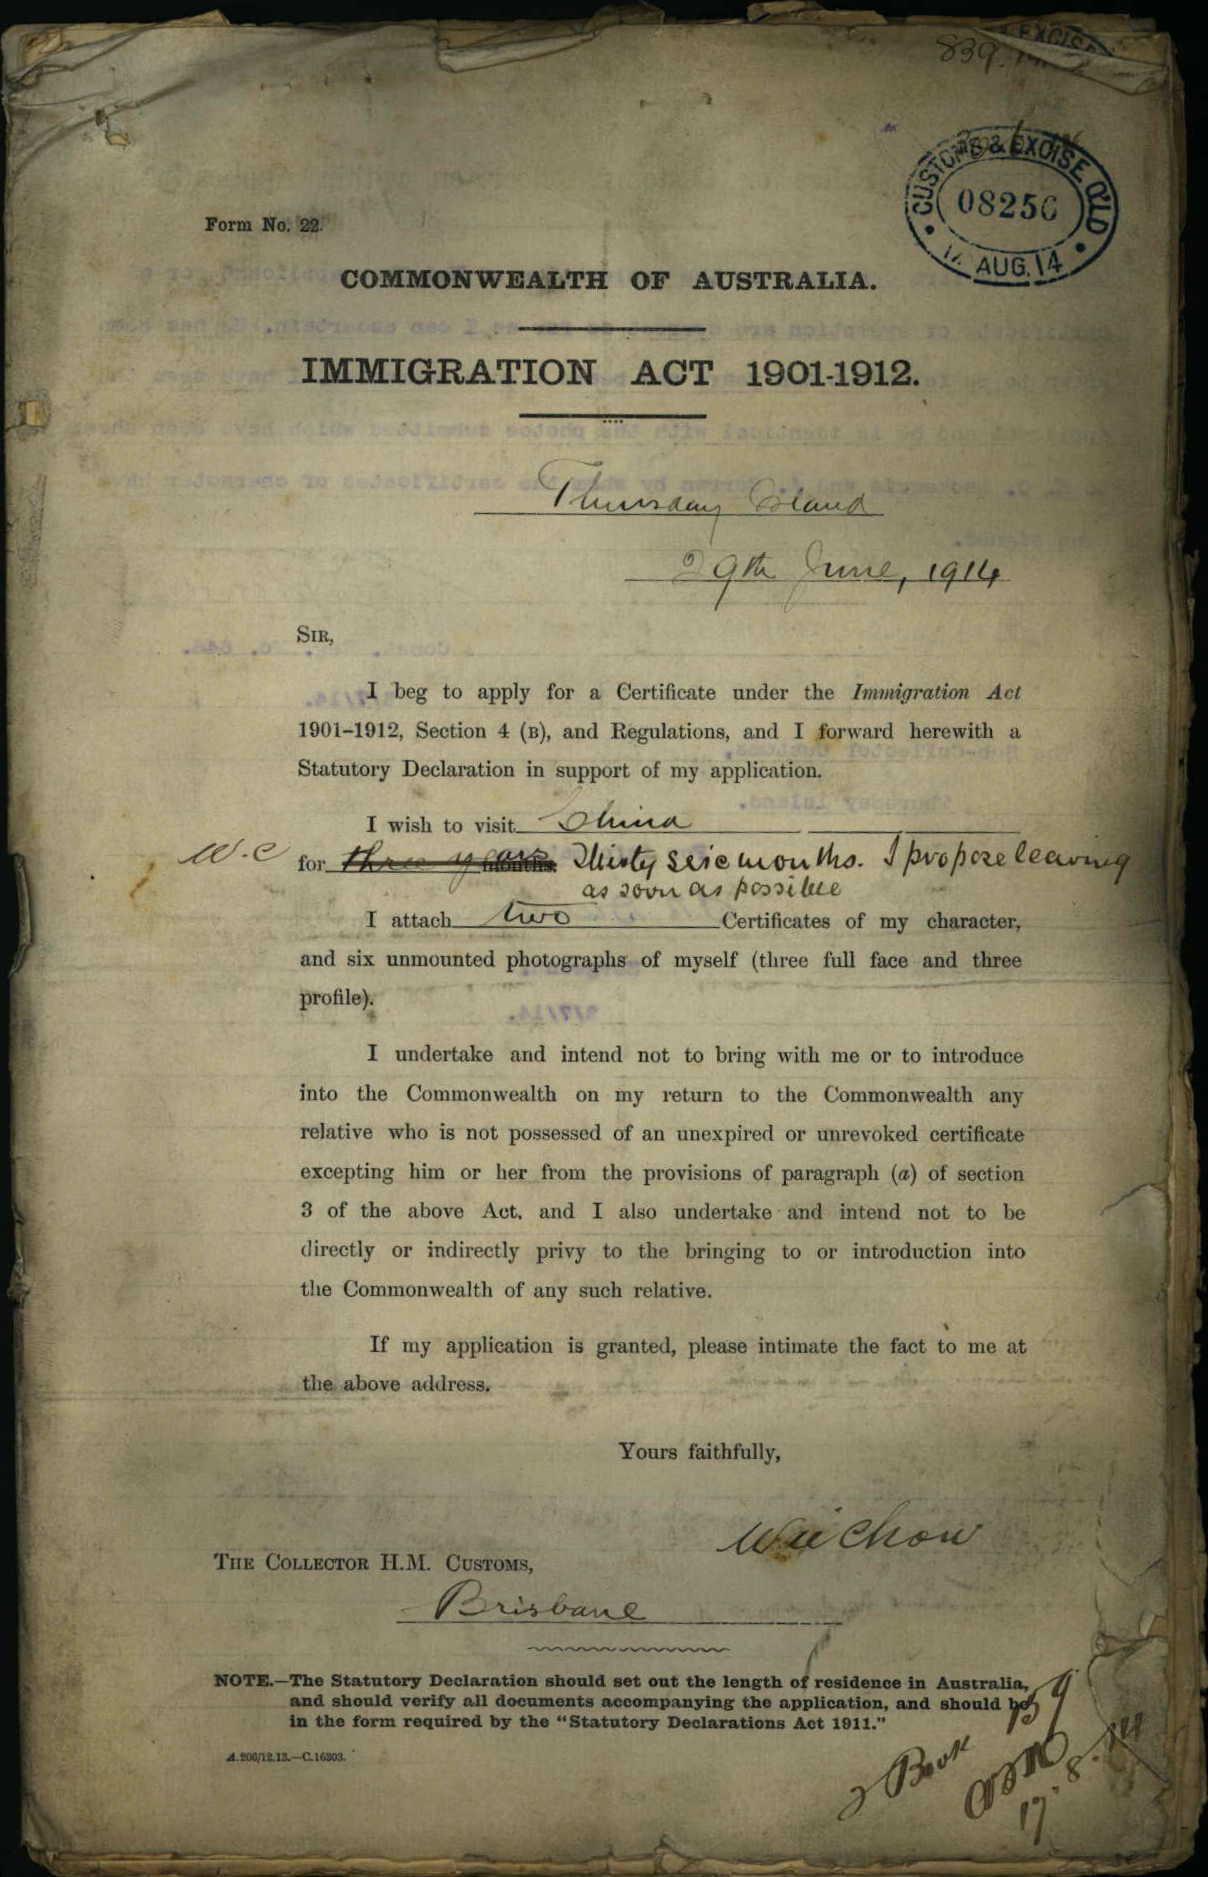 839.
EXCISE
CUSTOMS & EXCISE QLD
08256
AUG. 14
Form No. 22.
COMMONWEALTH OF AUSTRALIA.
IMMIGRATION ACT 1901-1912.
Thursday Island
29th June, 1914
SIR,
I beg to apply for a Certificate under the Immigration Act
1901–1912, Section 4 (B), and Regulations, and I forward herewith a
Statutory Declaration in support of my application.
I wish to visit China
W.C for three years months. Thirty six months. I propose leaving
as soon as possible
I attach two Certificates of my character,
and six unmounted photographs of myself (three full face and three
profile).
I undertake and intend not to bring with me or to introduce
into the Commonwealth on my return to the Commonwealth any
relative who is not possessed of an unexpired or unrevoked certificate
excepting him or her from the provisions of paragraph (a) of section
3 of the above Act, and I also undertake and intend not to be
directly or indirectly privy to the bringing to or introduction into
the Commonwealth of any such relative.
If my application is granted, please intimate the fact to me at
the above address.
Yours faithfully,
Wai Chow
THE COLLECTOR H.M. CUSTOMS,
Brisbane
NOTE.—The Statutory Declaration should set out the length of residence in Australia,
and should verify all documents accompanying the application, and should be
in the form required by the "Statutory Declarations Act 1911."
A.206/12.13.—C.16303.
Book 159
17.8.14